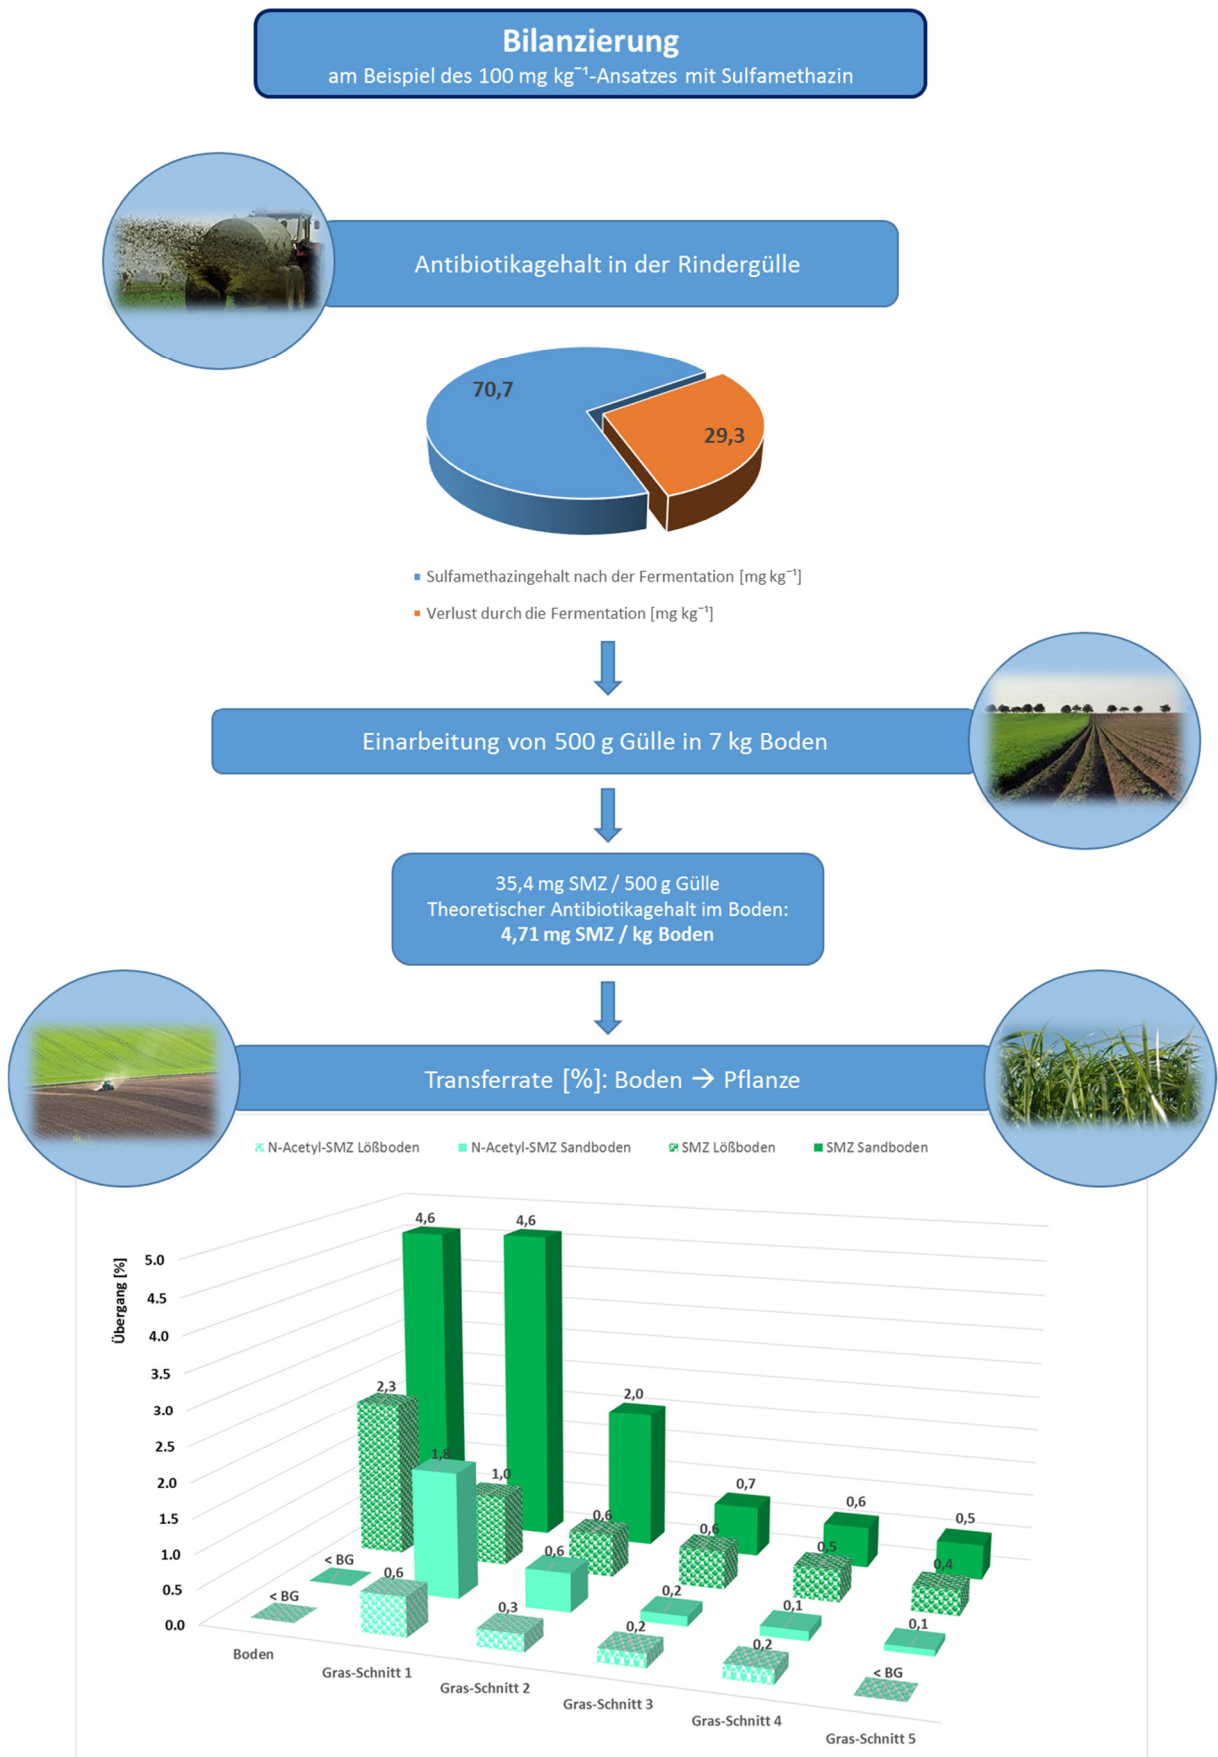 Bilanzierung
am Beispiel des 100 mg kg⁻¹-Ansatzes mit Sulfamethazin
Antibiotikagehalt in der Rindergülle
70,7
29,3
Sulfamethazingehalt nach der Fermentation [mg kg⁻¹]
Verlust durch die Fermentation [mg kg⁻¹]
Einarbeitung von 500 g Gülle in 7 kg Boden
35,4 mg SMZ / 500 g Gülle
Theoretischer Antibiotikagehalt im Boden:
4,71 mg SMZ / kg Boden
Transferrate [%]: Boden → Pflanze
N-Acetyl-SMZ Lößboden
N-Acetyl-SMZ Sandboden
SMZ Lößboden
SMZ Sandboden
Übergang [%]
5.0
4.5
4.0
3.5
3.0
2.5
2.0
1.5
1.0
0.5
0.0
4,6
4,6
2,0
0,7
0,6
0,5
2,3
1,0
0,6
0,6
0,5
0,4
< BG
1,8
0,6
0,2
0,1
0,1
< BG
0,6
0,3
0,2
0,2
< BG
Boden
Gras-Schnitt 1
Gras-Schnitt 2
Gras-Schnitt 3
Gras-Schnitt 4
Gras-Schnitt 5